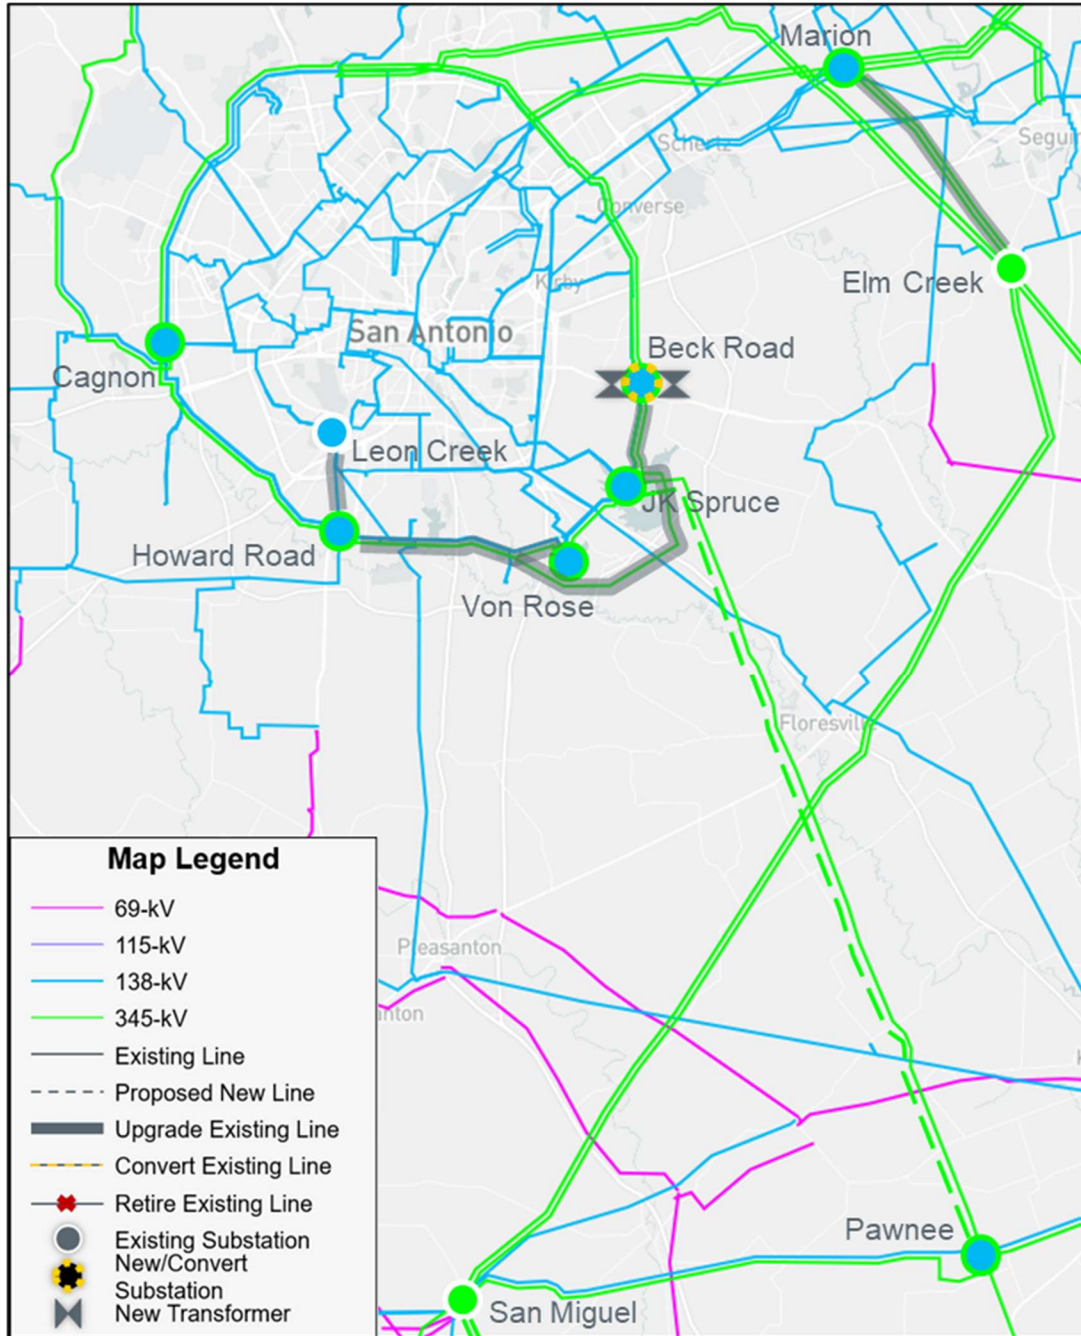 Marion
Schertz
Seguin
Converse
Elm Creek
Kirby
San Antonio
Beck Road
Cagnon
Leon Creek
JK Spruce
Howard Road
Von Rose
Floresville
Map Legend
69-kV
115-kV
138-kV
345-kV
Existing Line
Proposed New Line
Upgrade Existing Line
Convert Existing Line
Retire Existing Line
Existing Substation
New/Convert
Substation
New Transformer
Pleasanton
anton
Pawnee
San Miguel